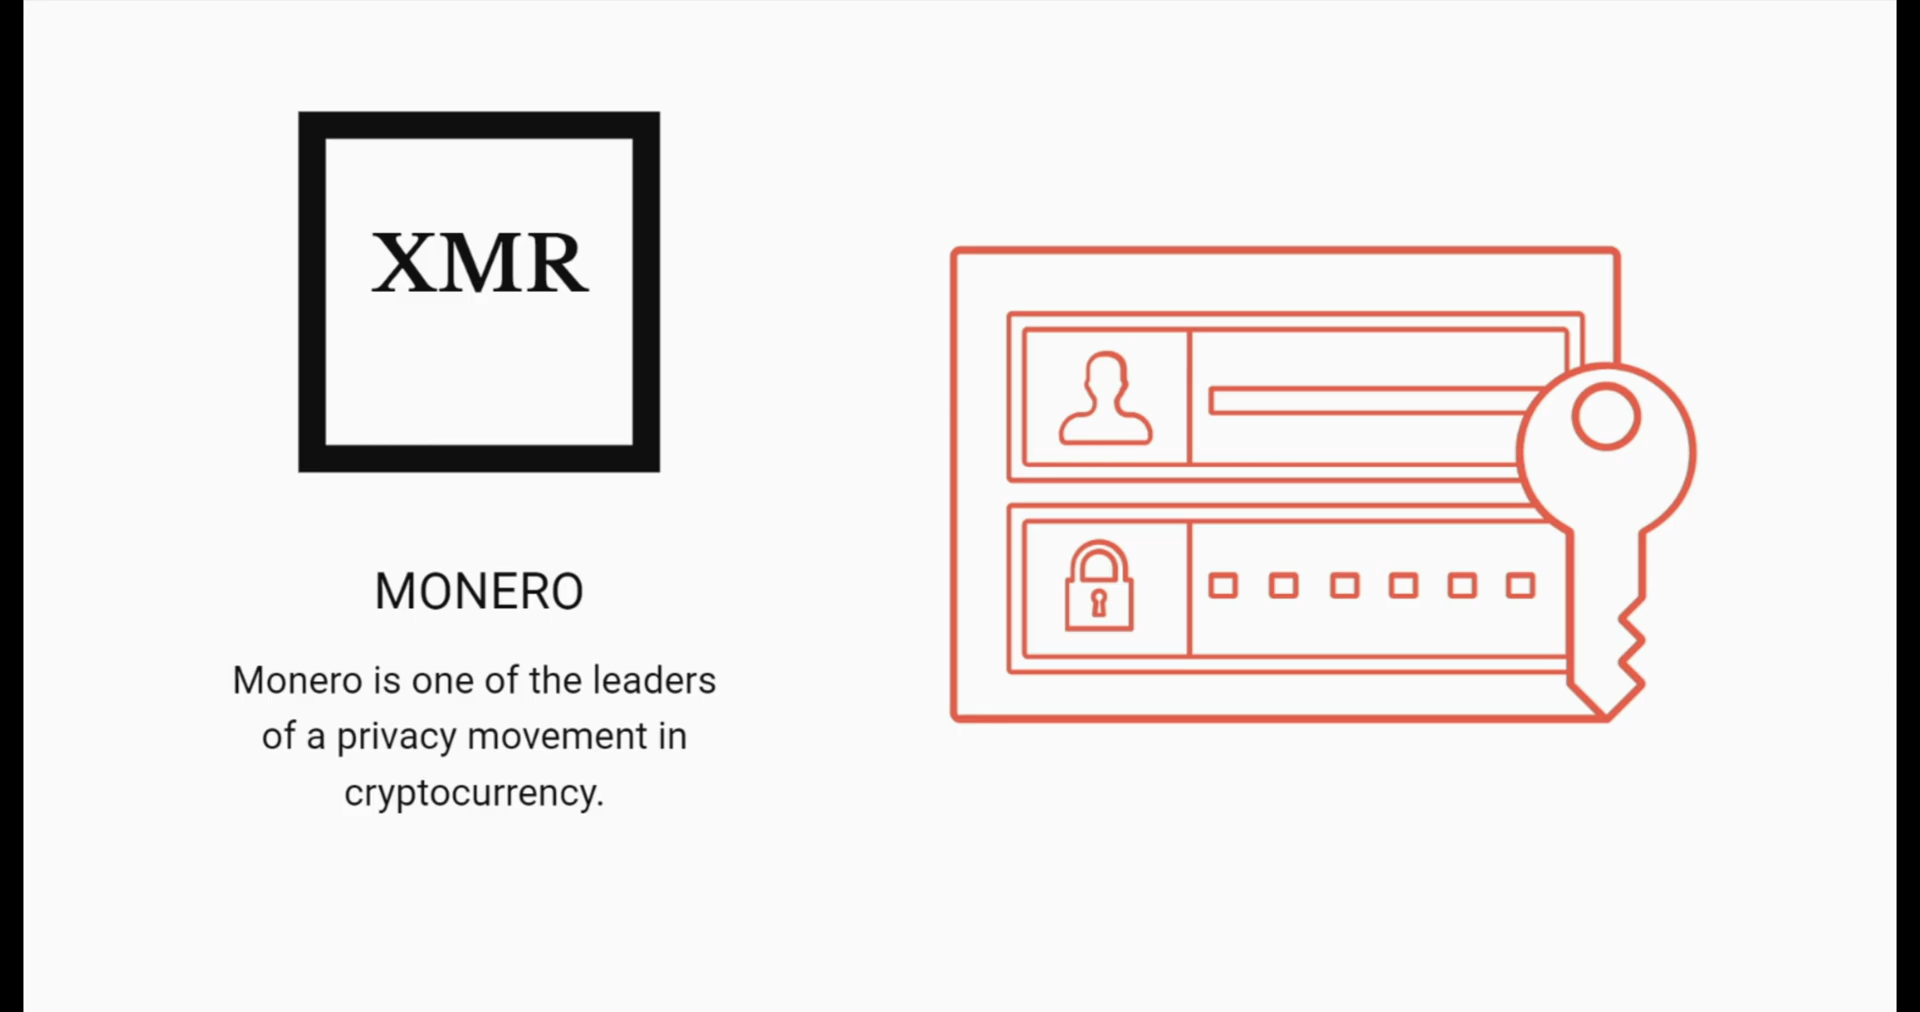 XMR
MONERO
Monero is one of the leaders
of a privacy movement in
cryptocurrency.